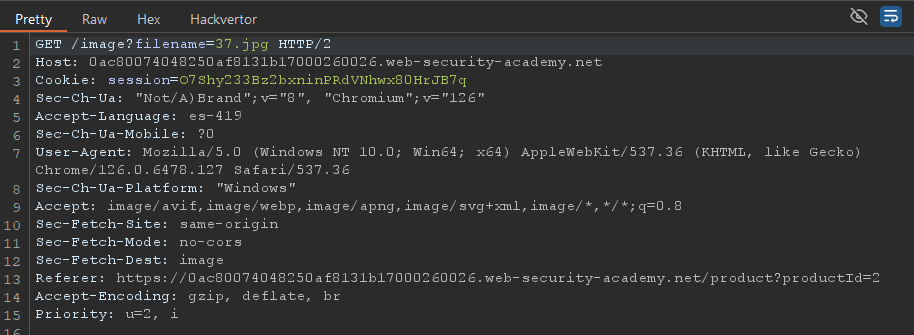 Pretty Raw Hex Hackvertor
1 GET /image?filename=37.jpg HTTP/2
2 Host: 0ac80074048250af8131b17000260026.web-security-academy.net
3 Cookie: session=O7Shy233Bz2bxninPRdVNhwx80HrJB7q
4 Sec-Ch-Ua: "Not/A)Brand";v="8", "Chromium";v="126"
5 Accept-Language: es-419
6 Sec-Ch-Ua-Mobile: ?0
7 User-Agent: Mozilla/5.0 (Windows NT 10.0; Win64; x64) AppleWebKit/537.36 (KHTML, like Gecko)
Chrome/126.0.6478.127 Safari/537.36
8 Sec-Ch-Ua-Platform: "Windows"
9 Accept: image/avif,image/webp,image/apng,image/svg+xml,image/*,*/*;q=0.8
10 Sec-Fetch-Site: same-origin
11 Sec-Fetch-Mode: no-cors
12 Sec-Fetch-Dest: image
13 Referer: https://0ac80074048250af8131b17000260026.web-security-academy.net/product?productId=2
14 Accept-Encoding: gzip, deflate, br
15 Priority: u=2, i
16